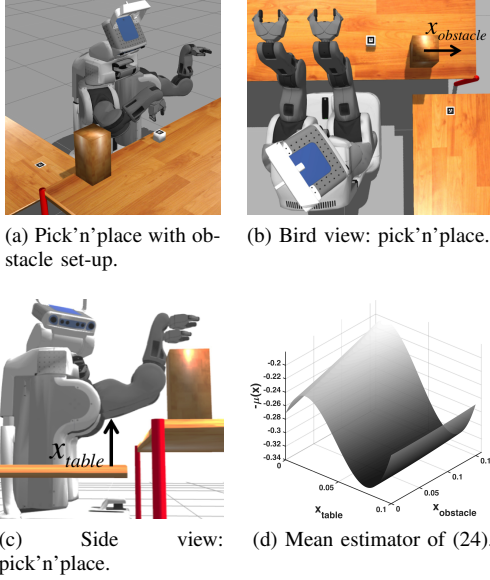 x_obstacle
(a) Pick'n'place with ob-
stacle set-up.
(b) Bird view: pick'n'place.
x_table
(c) Side view:
pick'n'place.
-μ(x)
-0.2
-0.22
-0.24
-0.26
-0.28
-0.3
-0.32
-0.34
0
0.05
0.1
x_table
0
0.05
0.1
x_obstacle
(d) Mean estimator of (24).